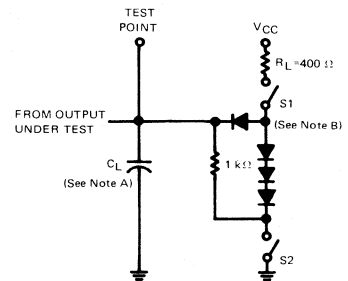 TEST
POINT
VCC
RL=400 Ω
S1
FROM OUTPUT
UNDER TEST
(See Note B)
CL
(See Note A)
1 kΩ
S2